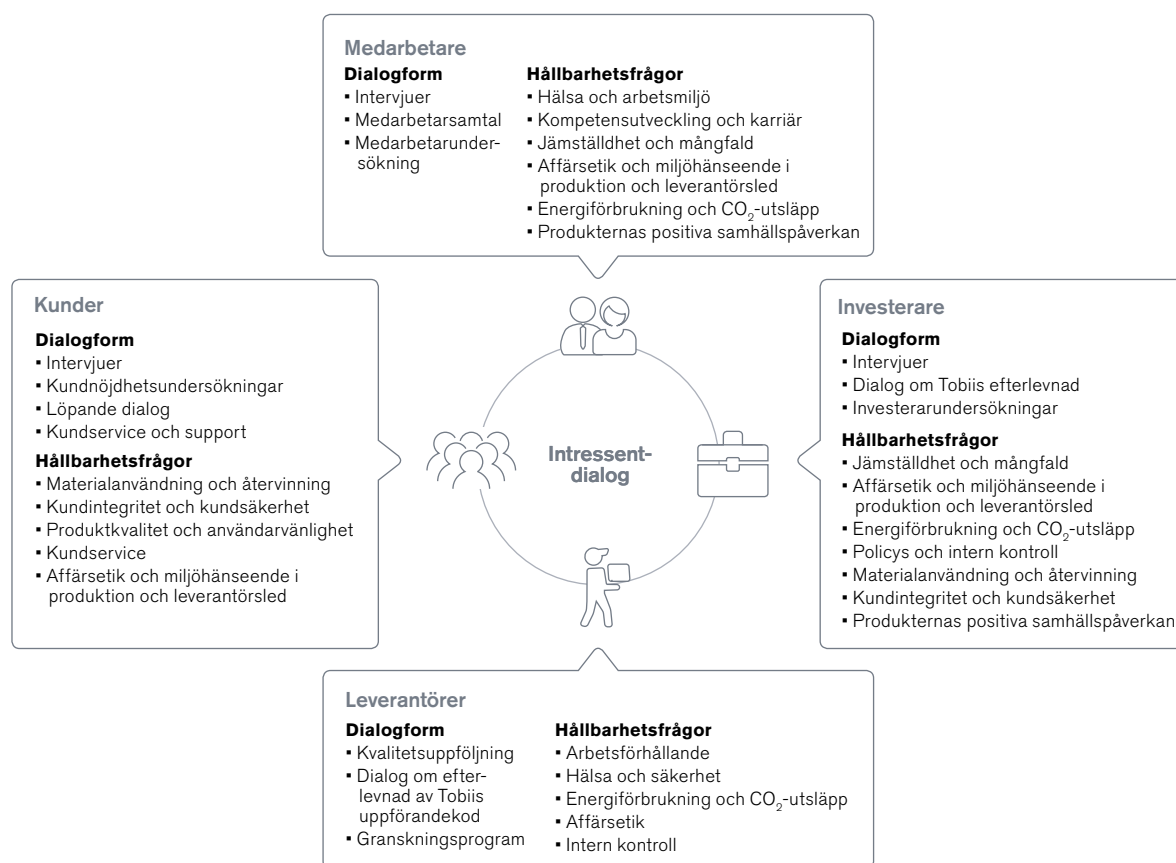 Medarbetare
Dialogform
▪ Intervjuer
▪ Medarbetarsamtal
▪ Medarbetarunder-
sökning
Hållbarhetsfrågor
▪ Hälsa och arbetsmiljö
▪ Kompetensutveckling och karriär
▪ Jämställdhet och mångfald
▪ Affärsetik och miljöhänseende i
produktion och leverantörsled
▪ Energiförbrukning och CO₂-utsläpp
▪ Produkternas positiva samhällspåverkan
Kunder
Dialogform
▪ Intervjuer
▪ Kundnöjdhetsundersökningar
▪ Löpande dialog
▪ Kundservice och support
Hållbarhetsfrågor
▪ Materialanvändning och återvinning
▪ Kundintegritet och kundsäkerhet
▪ Produktkvalitet och användarvänlighet
▪ Kundservice
▪ Affärsetik och miljöhänseende i
produktion och leverantörsled
Intressent-
dialog
Investerare
Dialogform
▪ Intervjuer
▪ Dialog om Tobiis efterlevnad
▪ Investerarundersökningar
Hållbarhetsfrågor
▪ Jämställdhet och mångfald
▪ Affärsetik och miljöhänseende i
produktion och leverantörsled
▪ Energiförbrukning och CO₂-utsläpp
▪ Policys och intern kontroll
▪ Materialanvändning och återvinning
▪ Kundintegritet och kundsäkerhet
▪ Produkternas positiva samhällspåverkan
Leverantörer
Dialogform
▪ Kvalitetsuppföljning
▪ Dialog om efter-
levnad av Tobiis
uppförandekod
▪ Granskningsprogram
Hållbarhetsfrågor
▪ Arbetsförhållande
▪ Hälsa och säkerhet
▪ Energiförbrukning och CO₂-utsläpp
▪ Affärsetik
▪ Intern kontroll